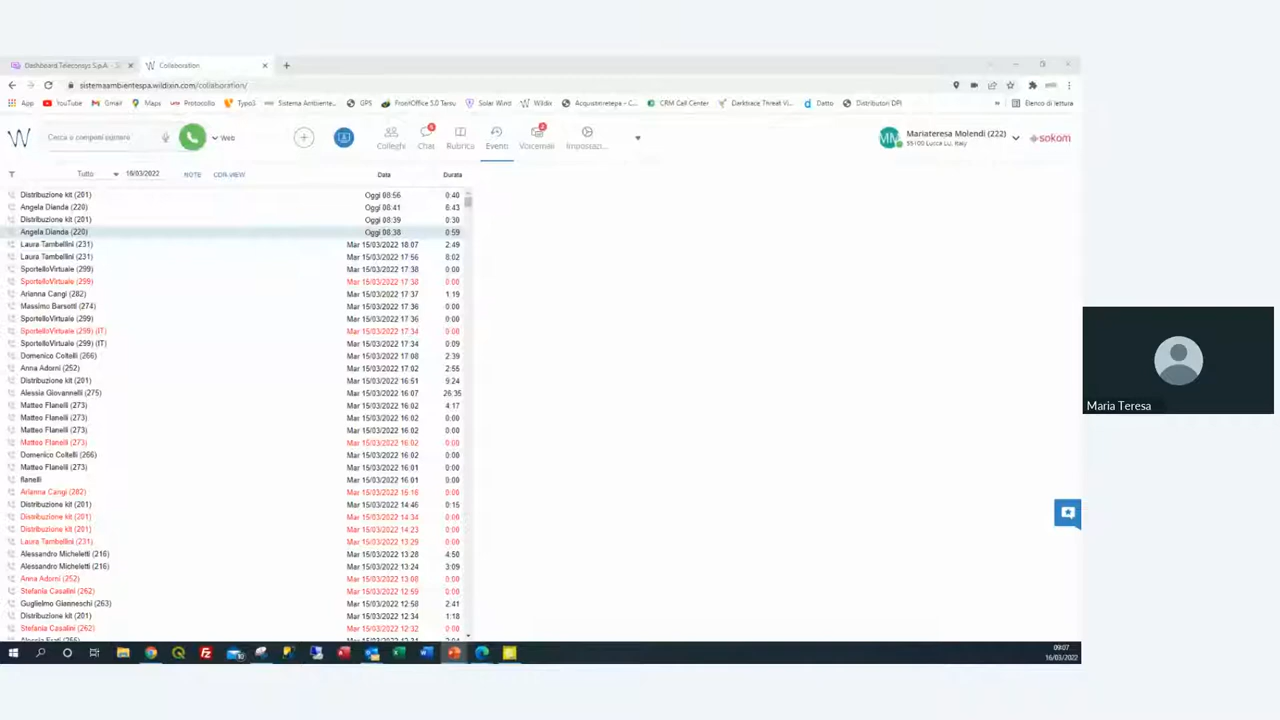 Dashboard Teleconsys S.p.A. - S
Collaboration
sistemaambientespa.wildixin.com/collaboration/
App YouTube Gmail Maps Protocollo Typo3 Sistema Ambiente... GPS FrontOffice 5.0 Tarsu Solar Wind Wildix Acquistinretepa - C... CRM Call Center Darktrace Threat Vi... Datto Distributori DPI » Elenco di lettura
Cerca o componi numero
Web
Colleghi Chat Rubrica Eventi Voicemail Impostazi...
Mariateresa Molendi (222)
55100 Lucca Lu, Italy
sokom
Tutto 16/03/2022 NOTE CDR-VIEW Data Durata
Distribuzione kit (201) Oggi 08:56 0:40
Angela Dianda (220) Oggi 08:41 6:43
Distribuzione kit (201) Oggi 08:39 0:30
Angela Dianda (220) Oggi 08:38 0:59
Laura Tambellini (231) Mar 15/03/2022 18:07 2:49
Laura Tambellini (231) Mar 15/03/2022 17:56 8:02
SportelloVirtuale (299) Mar 15/03/2022 17:38 0:00
SportelloVirtuale (299) Mar 15/03/2022 17:38 0:00
Arianna Cangi (282) Mar 15/03/2022 17:37 1:19
Massimo Barsotti (274) Mar 15/03/2022 17:36 0:00
SportelloVirtuale (299) Mar 15/03/2022 17:36 0:00
SportelloVirtuale (299) (IT) Mar 15/03/2022 17:34 0:00
SportelloVirtuale (299) (IT) Mar 15/03/2022 17:34 0:09
Domenico Coltelli (266) Mar 15/03/2022 17:08 2:39
Anna Adorni (252) Mar 15/03/2022 17:02 2:55
Distribuzione kit (201) Mar 15/03/2022 16:51 9:24
Alessia Giovannelli (275) Mar 15/03/2022 16:07 26:35
Matteo Flanelli (273) Mar 15/03/2022 16:02 4:17
Matteo Flanelli (273) Mar 15/03/2022 16:02 0:00
Matteo Flanelli (273) Mar 15/03/2022 16:02 0:00
Matteo Flanelli (273) Mar 15/03/2022 16:02 0:00
Domenico Coltelli (266) Mar 15/03/2022 16:02 0:00
Matteo Flanelli (273) Mar 15/03/2022 16:01 0:00
flanelli Mar 15/03/2022 16:01 0:00
Arianna Cangi (282) Mar 15/03/2022 15:16 0:00
Distribuzione kit (201) Mar 15/03/2022 14:46 0:15
Distribuzione kit (201) Mar 15/03/2022 14:34 0:00
Distribuzione kit (201) Mar 15/03/2022 14:23 0:00
Laura Tambellini (231) Mar 15/03/2022 13:29 0:00
Alessandro Micheletti (216) Mar 15/03/2022 13:28 4:50
Alessandro Micheletti (216) Mar 15/03/2022 13:24 3:09
Anna Adorni (252) Mar 15/03/2022 13:00 0:00
Stefania Casalini (262) Mar 15/03/2022 12:59 0:00
Guglielmo Gianneschi (263) Mar 15/03/2022 12:58 2:41
Distribuzione kit (201) Mar 15/03/2022 12:34 1:18
Stefania Casalini (262) Mar 15/03/2022 12:32 0:00
Maria Teresa
09:07
16/03/2022